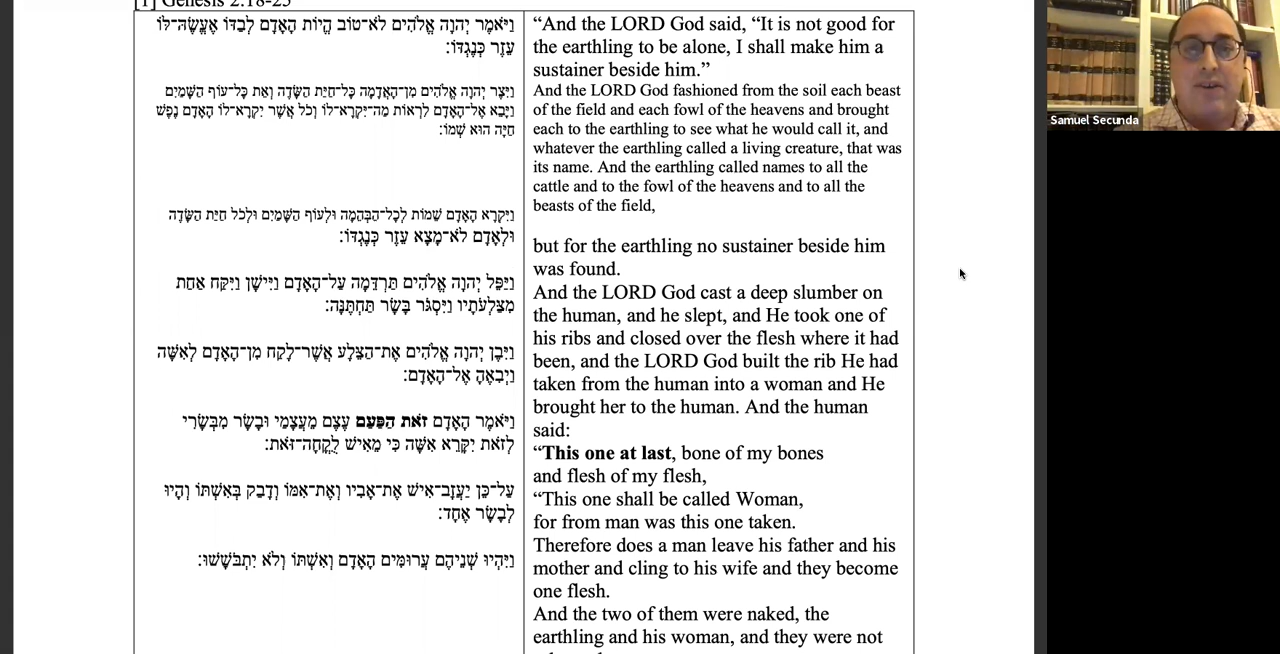 [1] Genesis 2:18-25
וַיֹּאמֶר יְהוָה אֱלֹהִים לֹא־טוֹב הֱיוֹת הָאָדָם לְבַדּוֹ אֶעֱשֶׂהּ־לּוֹ
עֵזֶר כְּנֶגְדּוֹ:
וַיִּצֶר יְהוָה אֱלֹהִים מִן־הָאֲדָמָה כָּל־חַיַּת הַשָּׂדֶה וְאֵת כָּל־עוֹף הַשָּׁמַיִם
וַיָּבֵא אֶל־הָאָדָם לִרְאוֹת מַה־יִּקְרָא־לוֹ וְכֹל אֲשֶׁר יִקְרָא־לוֹ הָאָדָם נֶפֶשׁ
חַיָּה הוּא שְׁמוֹ:
וַיִּקְרָא הָאָדָם שֵׁמוֹת לְכָל־הַבְּהֵמָה וּלְעוֹף הַשָּׁמַיִם וּלְכֹל חַיַּת הַשָּׂדֶה
וּלְאָדָם לֹא־מָצָא עֵזֶר כְּנֶגְדּוֹ:
וַיַּפֵּל יְהוָה אֱלֹהִים תַּרְדֵּמָה עַל־הָאָדָם וַיִּישָׁן וַיִּקַּח אַחַת
מִצַּלְעֹתָיו וַיִּסְגֹּר בָּשָׂר תַּחְתֶּנָּה:
וַיִּבֶן יְהוָה אֱלֹהִים אֶת־הַצֵּלָע אֲשֶׁר־לָקַח מִן־הָאָדָם לְאִשָּׁה
וַיְבִאֶהָ אֶל־הָאָדָם:
וַיֹּאמֶר הָאָדָם זֹאת הַפַּעַם עֶצֶם מֵעֲצָמַי וּבָשָׂר מִבְּשָׂרִי
לְזֹאת יִקָּרֵא אִשָּׁה כִּי מֵאִישׁ לֻקֳחָה־זֹּאת:
עַל־כֵּן יַעֲזָב־אִישׁ אֶת־אָבִיו וְאֶת־אִמּוֹ וְדָבַק בְּאִשְׁתּוֹ וְהָיוּ
לְבָשָׂר אֶחָד:
וַיִּהְיוּ שְׁנֵיהֶם עֲרוּמִּים הָאָדָם וְאִשְׁתּוֹ וְלֹא יִתְבֹּשָׁשׁוּ:
“And the LORD God said, “It is not good for
the earthling to be alone, I shall make him a
sustainer beside him.”
And the LORD God fashioned from the soil each beast
of the field and each fowl of the heavens and brought
each to the earthling to see what he would call it, and
whatever the earthling called a living creature, that was
its name. And the earthling called names to all the
cattle and to the fowl of the heavens and to all the
beasts of the field,
but for the earthling no sustainer beside him
was found.
And the LORD God cast a deep slumber on
the human, and he slept, and He took one of
his ribs and closed over the flesh where it had
been, and the LORD God built the rib He had
taken from the human into a woman and He
brought her to the human. And the human
said:
“This one at last, bone of my bones
and flesh of my flesh,
“This one shall be called Woman,
for from man was this one taken.
Therefore does a man leave his father and his
mother and cling to his wife and they become
one flesh.
And the two of them were naked, the
earthling and his woman, and they were not
Samuel Secunda